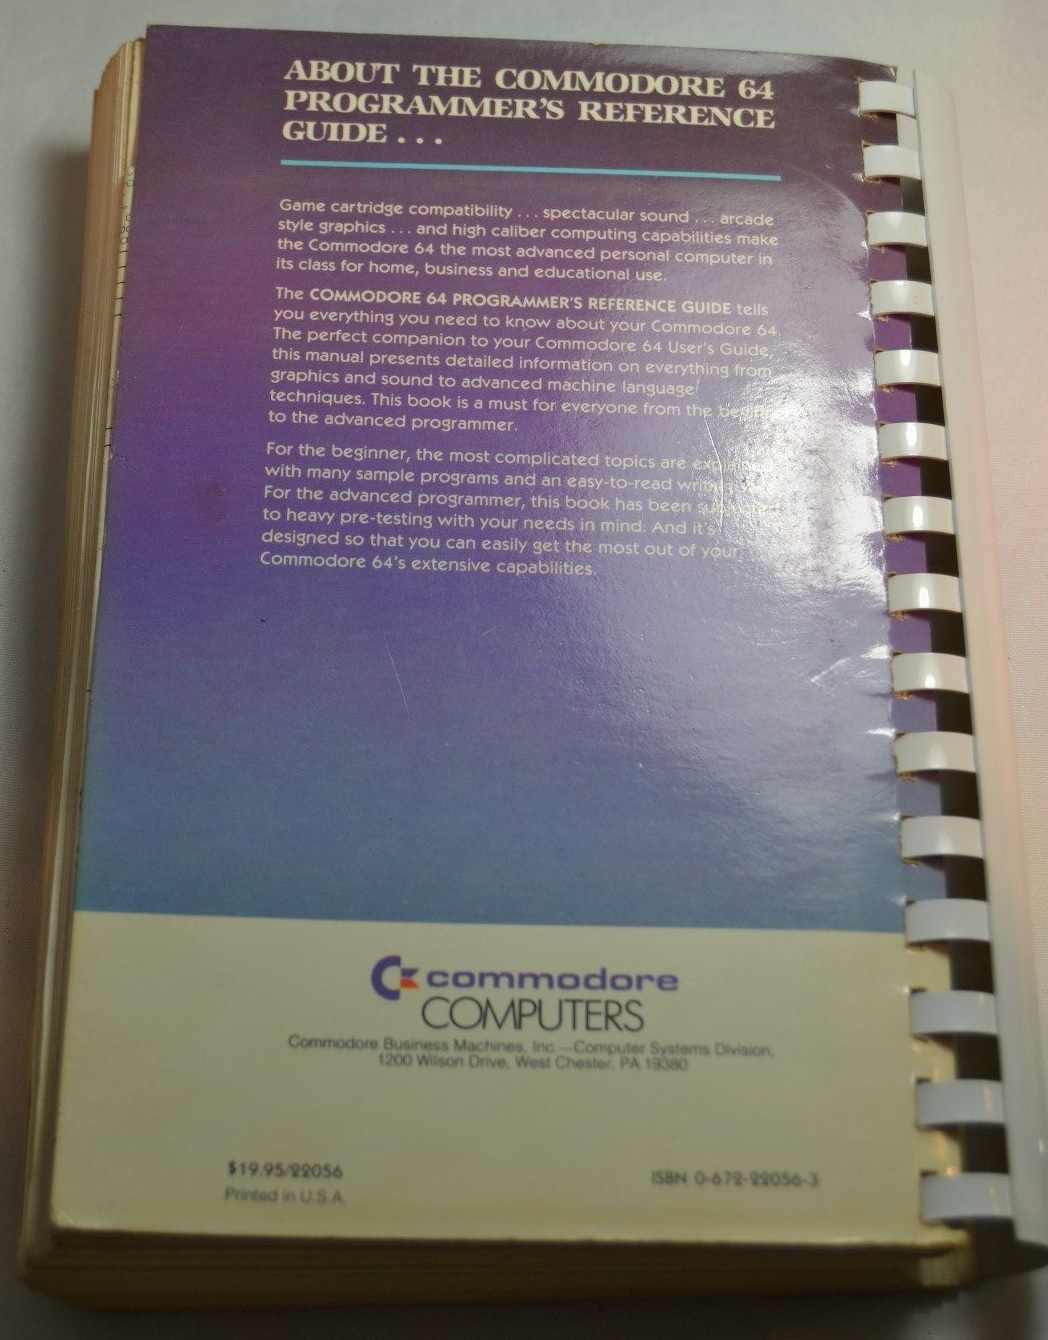 ABOUT THE COMMODORE 64
PROGRAMMER'S REFERENCE
GUIDE . . .
Game cartridge compatibility . . . spectacular sound . . . arcade
style graphics . . . and high caliber computing capabilities make
the Commodore 64 the most advanced personal computer in
its class for home, business and educational use.
The COMMODORE 64 PROGRAMMER'S REFERENCE GUIDE tells
you everything you need to know about your Commodore 64.
The perfect companion to your Commodore 64 User's Guide,
this manual presents detailed information on everything from
graphics and sound to advanced machine language
techniques. This book is a must for everyone from the
to the advanced programmer.
For the beginner, the most complicated topics are
with many sample programs and an easy-to-read
For the advanced programmer, this book has been
to heavy pre-testing with your needs in mind. And it's
designed so that you can easily get the most out of your
Commodore 64's extensive capabilities.
commodore
COMPUTERS
Commodore Business Machines, Inc.—Computer Systems Division,
1200 Wilson Drive, West Chester, PA 19380
$19.95/22056
Printed in U.S.A.
ISBN 0-672-22056-3